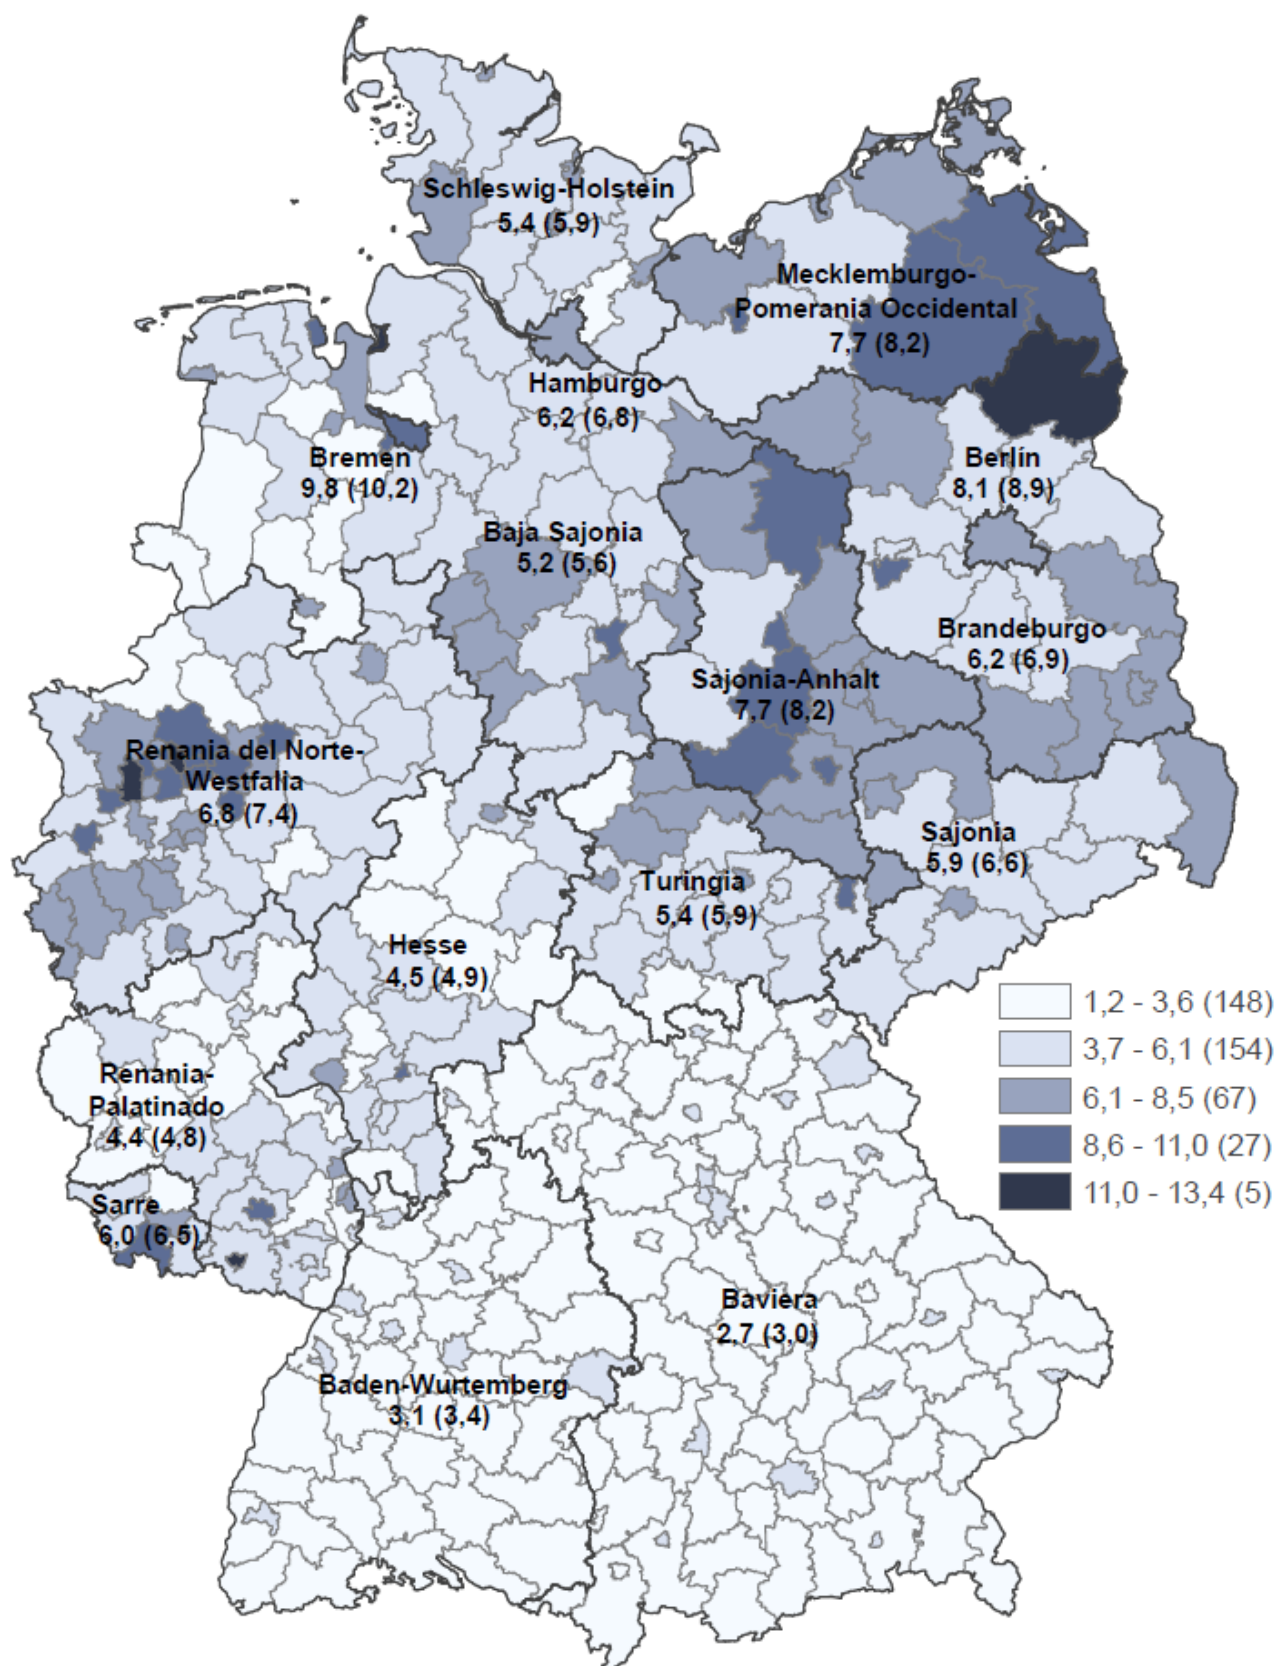 Schleswig-Holstein
5,4 (5,9)
Mecklemburgo-
Pomerania Occidental
7,7 (8,2)
Hamburgo
6,2 (6,8)
Bremen
9,8 (10,2)
Berlín
8,1 (8,9)
Baja Sajonia
5,2 (5,6)
Brandeburgo
6,2 (6,9)
Sajonia-Anhalt
7,7 (8,2)
Renania del Norte-
Westfalia
6,8 (7,4)
Sajonia
5,9 (6,6)
Turingia
5,4 (5,9)
Hesse
4,5 (4,9)
Renania-
Palatinado
4,4 (4,8)
Sarre
6,0 (6,5)
Baviera
2,7 (3,0)
Baden-Wurtemberg
3,1 (3,4)
1,2 - 3,6 (148)
3,7 - 6,1 (154)
6,1 - 8,5 (67)
8,6 - 11,0 (27)
11,0 - 13,4 (5)